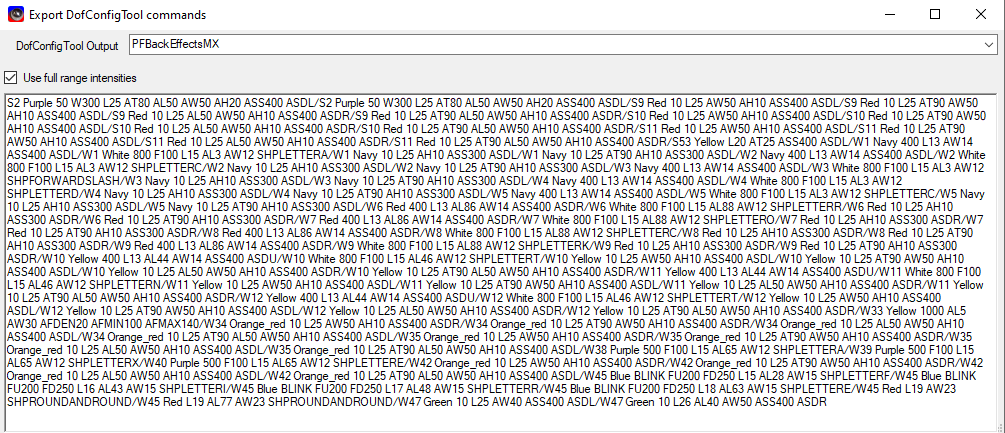 Export DofConfigTool commands
DofConfigTool Output PFBackEffectsMX
Use full range intensities
S2 Purple 50 W300 L25 AT80 AL50 AW50 AH20 ASS400 ASDL/S2 Purple 50 W300 L25 AT80 AL50 AW50 AH20 ASS400 ASDL/S9 Red 10 L25 AW50 AH10 ASS400 ASDL/S9 Red 10 L25 AT90 AW50
AH10 ASS400 ASDL/S9 Red 10 L25 AL50 AW50 AH10 ASS400 ASDR/S9 Red 10 L25 AT90 AL50 AW50 AH10 ASS400 ASDR/S10 Red 10 L25 AW50 AH10 ASS400 ASDL/S10 Red 10 L25 AT90 AW50
AH10 ASS400 ASDL/S10 Red 10 L25 AL50 AW50 AH10 ASS400 ASDR/S10 Red 10 L25 AT90 AL50 AW50 AH10 ASS400 ASDR/S11 Red 10 L25 AW50 AH10 ASS400 ASDL/S11 Red 10 L25 AT90
AW50 AH10 ASS400 ASDL/S11 Red 10 L25 AL50 AW50 AH10 ASS400 ASDR/S11 Red 10 L25 AT90 AL50 AW50 AH10 ASS400 ASDR/S53 Yellow L20 AT25 ASS400 ASDL/W1 Navy 400 L13 AW14
ASS400 ASDL/W1 White 800 F100 L15 AL3 AW12 SHPLETTERA/W1 Navy 10 L25 AH10 ASS300 ASDL/W1 Navy 10 L25 AT90 AH10 ASS300 ASDL/W2 Navy 400 L13 AW14 ASS400 ASDL/W2 White
800 F100 L15 AL3 AW12 SHPLETTERC/W2 Navy 10 L25 AH10 ASS300 ASDL/W2 Navy 10 L25 AT90 AH10 ASS300 ASDL/W3 Navy 400 L13 AW14 ASS400 ASDL/W3 White 800 F100 L15 AL3 AW12
SHPFORWARDSLASH/W3 Navy 10 L25 AH10 ASS300 ASDL/W3 Navy 10 L25 AT90 AH10 ASS300 ASDL/W4 Navy 400 L13 AW14 ASS400 ASDL/W4 White 800 F100 L15 AL3 AW12
SHPLETTERD/W4 Navy 10 L25 AH10 ASS300 ASDL/W4 Navy 10 L25 AT90 AH10 ASS300 ASDL/W5 Navy 400 L13 AW14 ASS400 ASDL/W5 White 800 F100 L15 AL3 AW12 SHPLETTERC/W5 Navy
10 L25 AH10 ASS300 ASDL/W5 Navy 10 L25 AT90 AH10 ASS300 ASDL/W6 Red 400 L13 AL86 AW14 ASS400 ASDR/W6 White 800 F100 L15 AL88 AW12 SHPLETTERR/W6 Red 10 L25 AH10
ASS300 ASDR/W6 Red 10 L25 AT90 AH10 ASS300 ASDR/W7 Red 400 L13 AL86 AW14 ASS400 ASDR/W7 White 800 F100 L15 AL88 AW12 SHPLETTERO/W7 Red 10 L25 AH10 ASS300 ASDR/W7
Red 10 L25 AT90 AH10 ASS300 ASDR/W8 Red 400 L13 AL86 AW14 ASS400 ASDR/W8 White 800 F100 L15 AL88 AW12 SHPLETTERC/W8 Red 10 L25 AH10 ASS300 ASDR/W8 Red 10 L25 AT90
AH10 ASS300 ASDR/W9 Red 400 L13 AL86 AW14 ASS400 ASDR/W9 White 800 F100 L15 AL88 AW12 SHPLETTERK/W9 Red 10 L25 AH10 ASS300 ASDR/W9 Red 10 L25 AT90 AH10 ASS300
ASDR/W10 Yellow 400 L13 AL44 AW14 ASS400 ASDU/W10 White 800 F100 L15 AL46 AW12 SHPLETTERT/W10 Yellow 10 L25 AW50 AH10 ASS400 ASDL/W10 Yellow 10 L25 AT90 AW50 AH10
ASS400 ASDL/W10 Yellow 10 L25 AL50 AW50 AH10 ASS400 ASDR/W10 Yellow 10 L25 AT90 AL50 AW50 AH10 ASS400 ASDR/W11 Yellow 400 L13 AL44 AW14 ASS400 ASDU/W11 White 800 F100
L15 AL46 AW12 SHPLETTERN/W11 Yellow 10 L25 AW50 AH10 ASS400 ASDL/W11 Yellow 10 L25 AT90 AW50 AH10 ASS400 ASDL/W11 Yellow 10 L25 AL50 AW50 AH10 ASS400 ASDR/W11 Yellow
10 L25 AT90 AL50 AW50 AH10 ASS400 ASDR/W12 Yellow 400 L13 AL44 AW14 ASS400 ASDU/W12 White 800 F100 L15 AL46 AW12 SHPLETTERT/W12 Yellow 10 L25 AW50 AH10 ASS400
ASDL/W12 Yellow 10 L25 AT90 AW50 AH10 ASS400 ASDL/W12 Yellow 10 L25 AL50 AW50 AH10 ASS400 ASDR/W12 Yellow 10 L25 AT90 AL50 AW50 AH10 ASS400 ASDR/W33 Yellow 1000 AL5
AW30 AFDEN20 AFMIN100 AFMAX140/W34 Orange_red 10 L25 AW50 AH10 ASS400 ASDR/W34 Orange_red 10 L25 AT90 AW50 AH10 ASS400 ASDR/W34 Orange_red 10 L25 AL50 AW50 AH10
ASS400 ASDL/W34 Orange_red 10 L25 AT90 AL50 AW50 AH10 ASS400 ASDL/W35 Orange_red 10 L25 AW50 AH10 ASS400 ASDR/W35 Orange_red 10 L25 AT90 AW50 AH10 ASS400 ASDR/W35
Orange_red 10 L25 AL50 AW50 AH10 ASS400 ASDL/W35 Orange_red 10 L25 AT90 AL50 AW50 AH10 ASS400 ASDL/W38 Purple 500 F100 L15 AL65 AW12 SHPLETTERA/W39 Purple 500 F100 L15
AL65 AW12 SHPLETTERX/W40 Purple 500 F100 L15 AL65 AW12 SHPLETTERE/W42 Orange_red 10 L25 AW50 AH10 ASS400 ASDR/W42 Orange_red 10 L25 AT90 AW50 AH10 ASS400 ASDR/W42
Orange_red 10 L25 AL50 AW50 AH10 ASS400 ASDL/W42 Orange_red 10 L25 AT90 AL50 AW50 AH10 ASS400 ASDL/W45 Blue BLINK FU200 FD250 L15 AL28 AW15 SHPLETTERF/W45 Blue BLINK
FU200 FD250 L16 AL43 AW15 SHPLETTERI/W45 Blue BLINK FU200 FD250 L17 AL48 AW15 SHPLETTERR/W45 Blue BLINK FU200 FD250 L18 AL63 AW15 SHPLETTERE/W45 Red L19 AW23
SHPROUNDANDROUND/W45 Red L19 AL77 AW23 SHPROUNDANDROUND/W47 Green 10 L25 AW40 ASS400 ASDL/W47 Green 10 L26 AL40 AW50 ASS400 ASDR